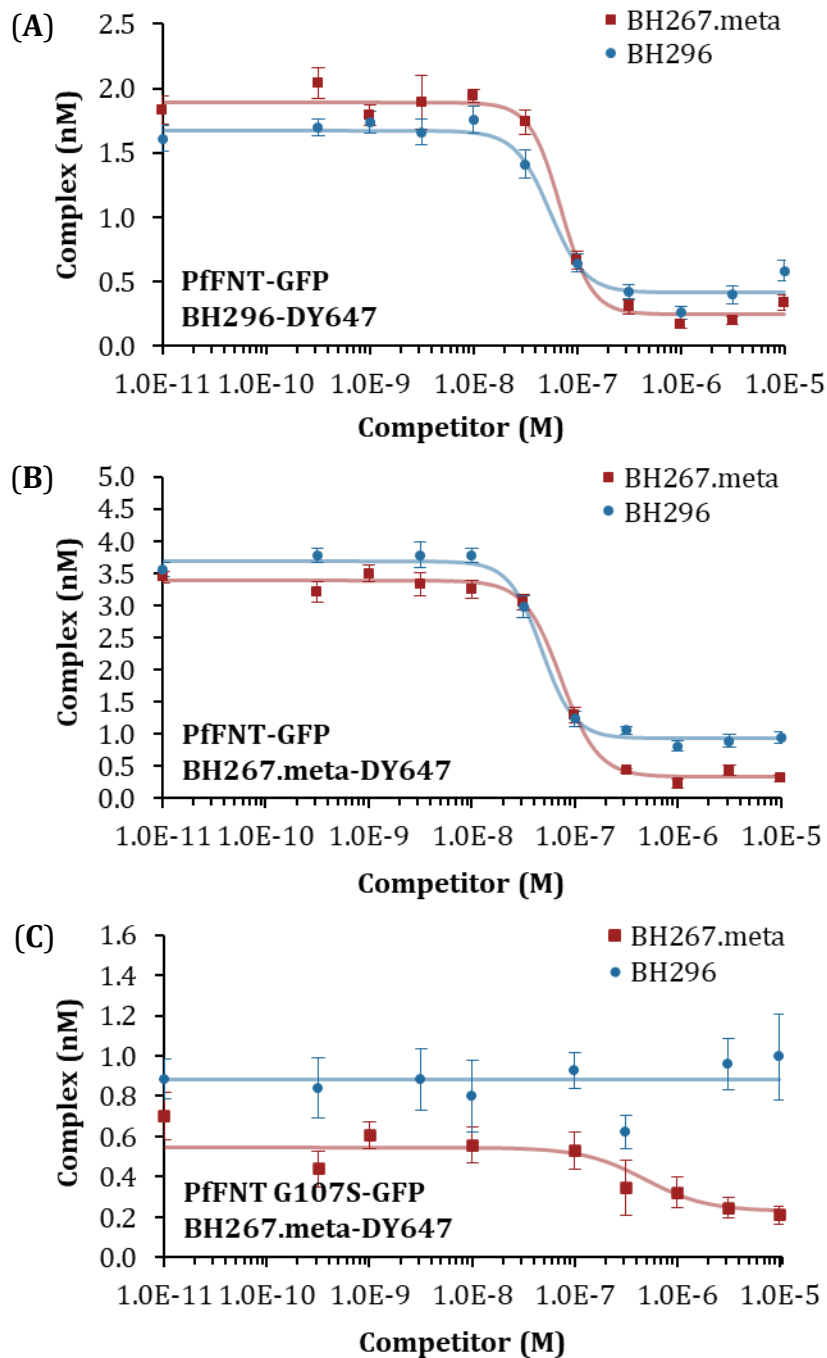 (A)
BH267.meta
BH296
2.5
2.0
1.5
1.0
0.5
0.0
Complex (nM)
PfFNT-GFP
BH296-DY647
1.0E-11 1.0E-10 1.0E-9 1.0E-8 1.0E-7 1.0E-6 1.0E-5
Competitor (M)
(B)
BH267.meta
BH296
5.0
4.5
4.0
3.5
3.0
2.5
2.0
1.5
1.0
0.5
0.0
Complex (nM)
PfFNT-GFP
BH267.meta-DY647
1.0E-11 1.0E-10 1.0E-9 1.0E-8 1.0E-7 1.0E-6 1.0E-5
Competitor (M)
(C)
BH267.meta
BH296
1.6
1.4
1.2
1.0
0.8
0.6
0.4
0.2
0.0
Complex (nM)
PfFNT G107S-GFP
BH267.meta-DY647
1.0E-11 1.0E-10 1.0E-9 1.0E-8 1.0E-7 1.0E-6 1.0E-5
Competitor (M)